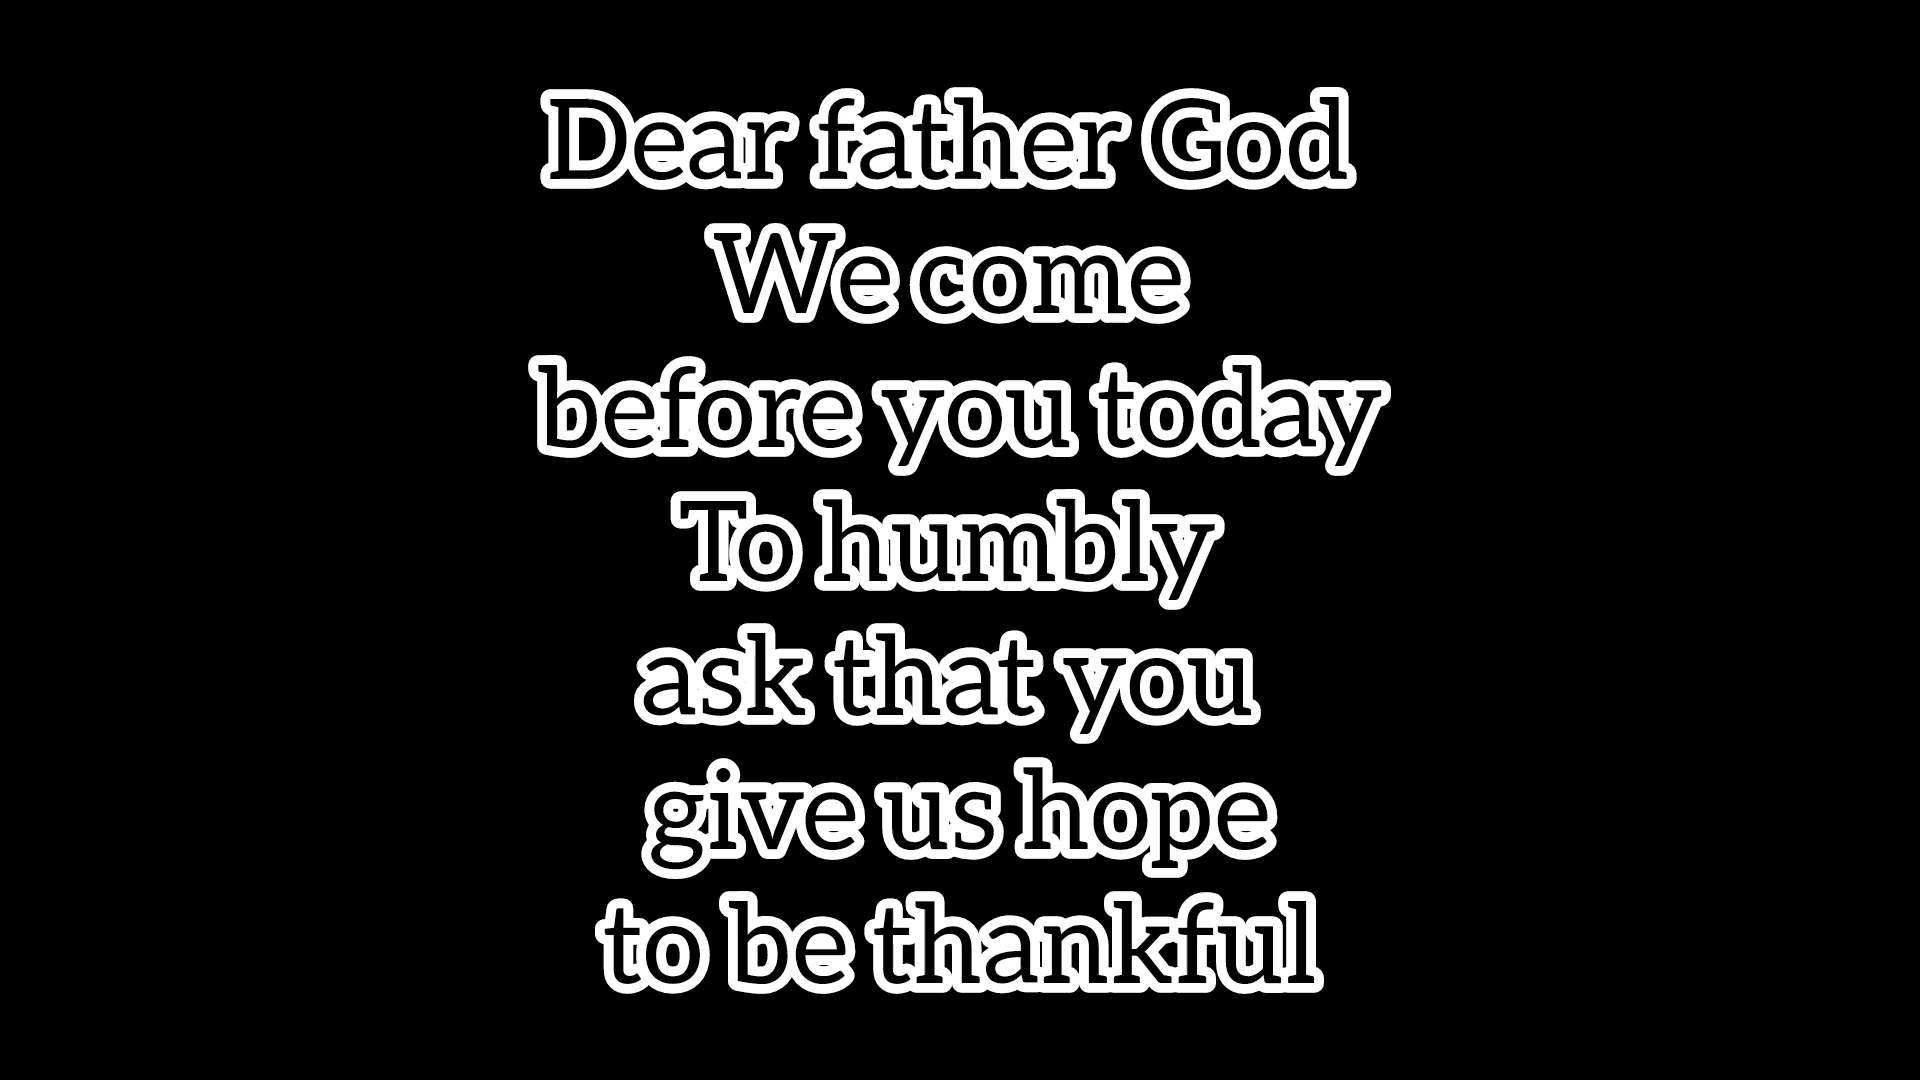 Dear father God
We come
before you today
To humbly
ask that you
give us hope
to be thankful